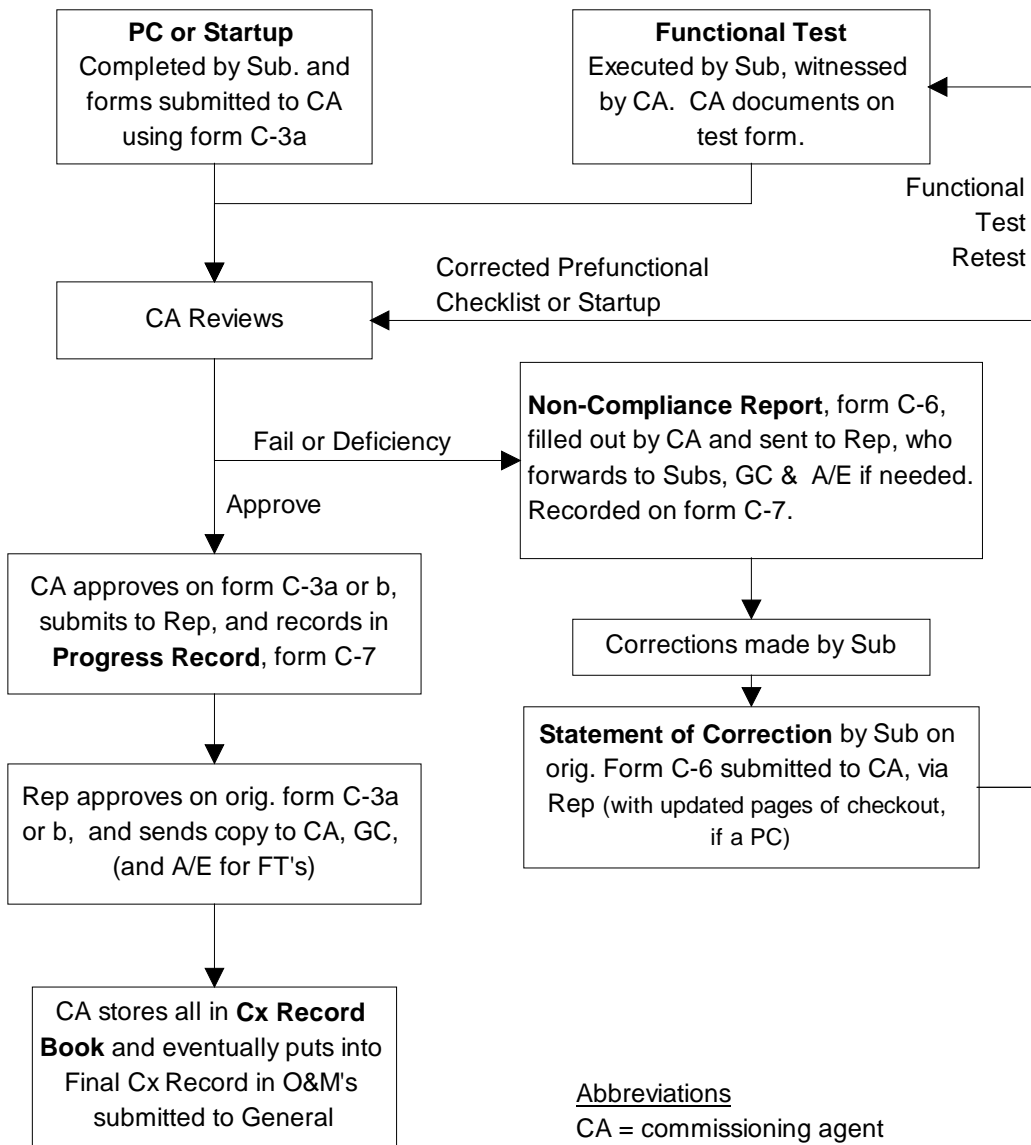 PC or Startup
Completed by Sub. and
forms submitted to CA
using form C-3a
Functional Test
Executed by Sub, witnessed
by CA.  CA documents on
test form.
Functional
Test
Retest
Corrected Prefunctional
Checklist or Startup
CA Reviews
Fail or Deficiency
Non-Compliance Report, form C-6,
filled out by CA and sent to Rep, who
forwards to Subs, GC &  A/E if needed.
Recorded on form C-7.
Approve
CA approves on form C-3a or b,
submits to Rep, and records in
Progress Record, form C-7
Corrections made by Sub
Statement of Correction by Sub on
orig. Form C-6 submitted to CA, via
Rep (with updated pages of checkout,
if a PC)
Rep approves on orig. form C-3a
or b,  and sends copy to CA, GC,
(and A/E for FT's)
CA stores all in Cx Record
Book and eventually puts into
Final Cx Record in O&M's
submitted to General
Abbreviations
CA = commissioning agent